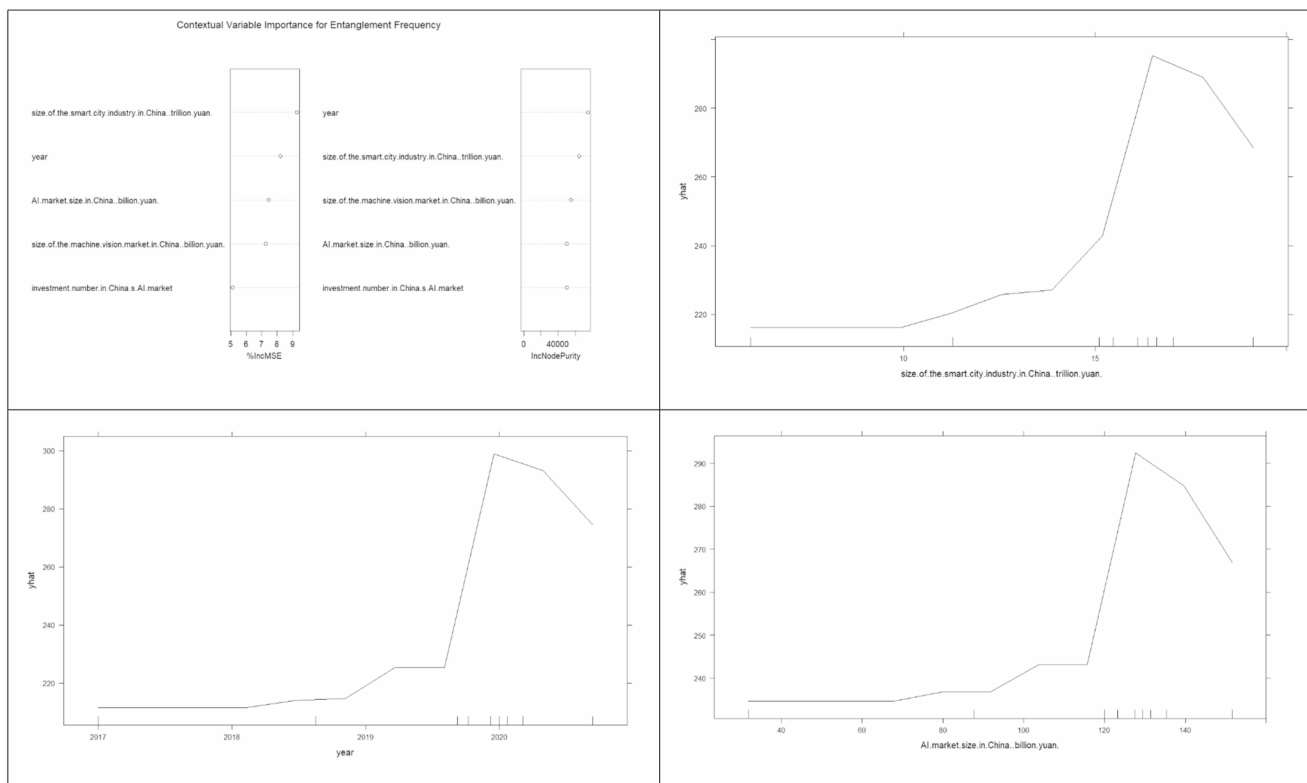 Contextual Variable Importance for Entanglement Frequency
size.of.the.smart.city.industry.in.China..trillion.yuan.
year
AI.market.size.in.China..billion.yuan.
size.of.the.machine.vision.market.in.China..billion.yuan.
investment.number.in.China.s.AI.market
5 6 7 8 9
%IncMSE
year
size.of.the.smart.city.industry.in.China..trillion.yuan.
size.of.the.machine.vision.market.in.China..billion.yuan.
AI.market.size.in.China..billion.yuan.
investment.number.in.China.s.AI.market
0 40000
IncNodePurity
yhat
280
260
240
220
10 15
size.of.the.smart.city.industry.in.China..trillion.yuan.
yhat
300
280
260
240
220
2017 2018 2019 2020
year
yhat
290
280
270
260
250
240
40 60 80 100 120 140
AI.market.size.in.China..billion.yuan.